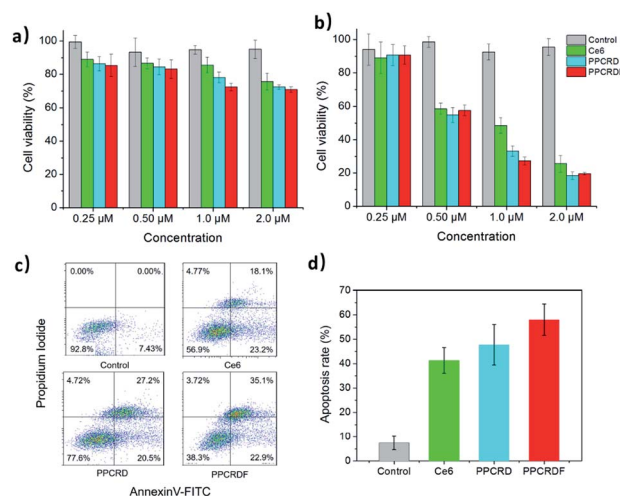 a)
Cell viability (%)
120
100
80
60
40
20
0
0.25 μM 0.50 μM 1.0 μM 2.0 μM
Concentration
b)
Control
Ce6
PPCRD
PPCRDF
Cell viability (%)
100
80
60
40
20
0
0.25 μM 0.50 μM 1.0 μM 2.0 μM
Concentration
c)
Propidium Iodide
0.00% 0.00%
92.8% 7.43%
Control
4.77% 18.1%
56.9% 23.2%
Ce6
4.72% 27.2%
77.6% 20.5%
PPCRD
3.72% 35.1%
38.3% 22.9%
PPCRDF
AnnexinV-FITC
d)
Apoptosis rate (%)
70
60
50
40
30
20
10
0
Control Ce6 PPCRD PPCRDF